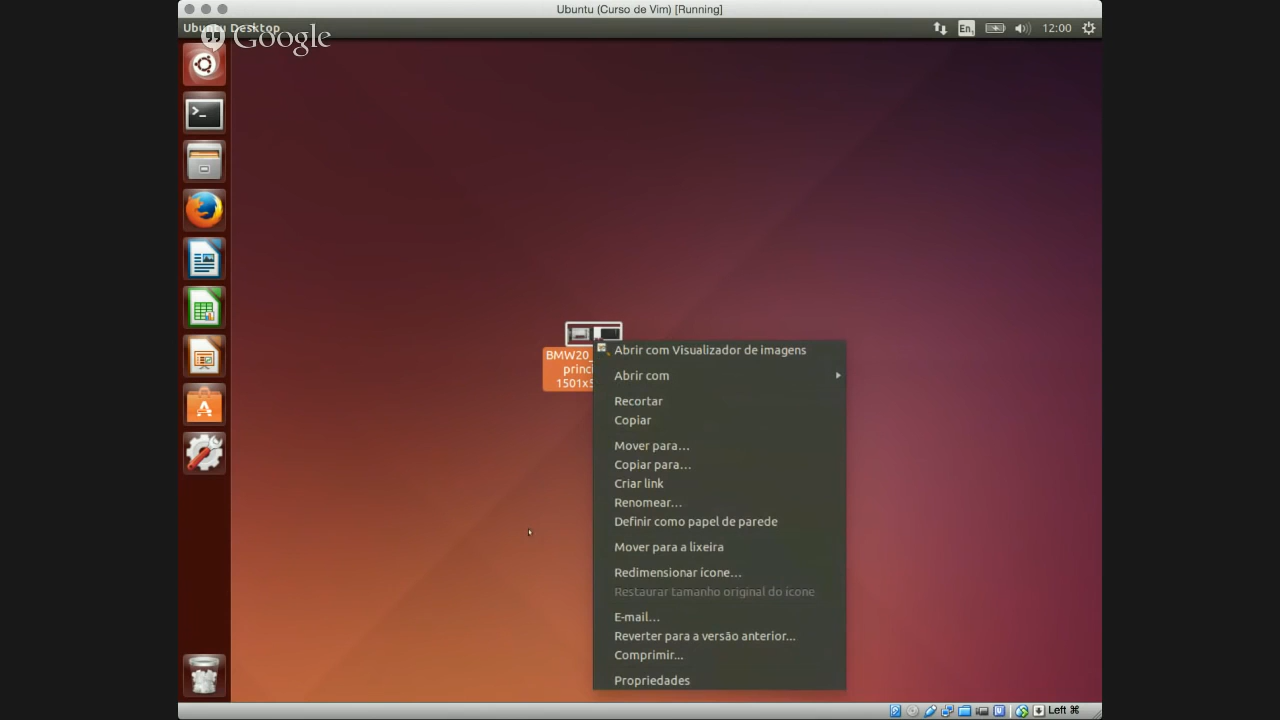 Ubuntu (Curso de Vim) [Running]
Ubuntu Desktop
Google
En
12:00
BMW20_
princi
1501x5
Abrir com Visualizador de imagens
Abrir com
Recortar
Copiar
Mover para…
Copiar para…
Criar link
Renomear…
Definir como papel de parede
Mover para a lixeira
Redimensionar ícone…
Restaurar tamanho original do ícone
E-mail…
Reverter para a versão anterior...
Comprimir...
Propriedades
Left ⌘